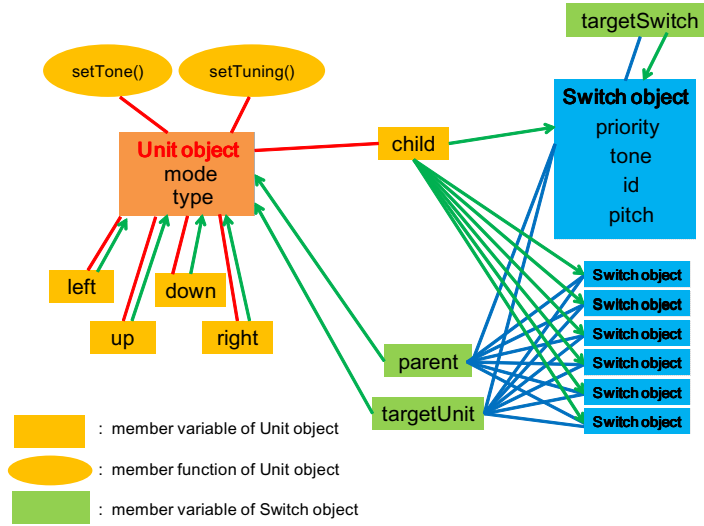 targetSwitch
setTone()
setTuning()
Switch object
priority
tone
id
pitch
Unit object
mode
type
child
left
down
up
right
Switch object
Switch object
Switch object
Switch object
Switch object
Switch object
parent
targetUnit
: member variable of Unit object
: member function of Unit object
: member variable of Switch object